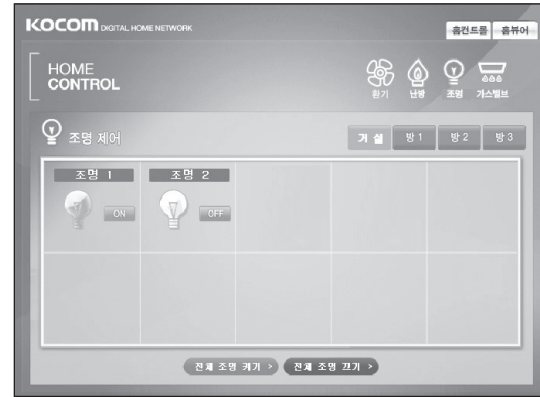 KOCOM DIGITAL HOME NETWORK
홈컨트롤 홈뷰어
HOME
CONTROL
환기 난방 조명 가스밸브
조명 제어
거 실 방 1 방 2 방 3
조명 1 조명 2
ON OFF
전체 조명 켜기 > 전체 조명 끄기 >